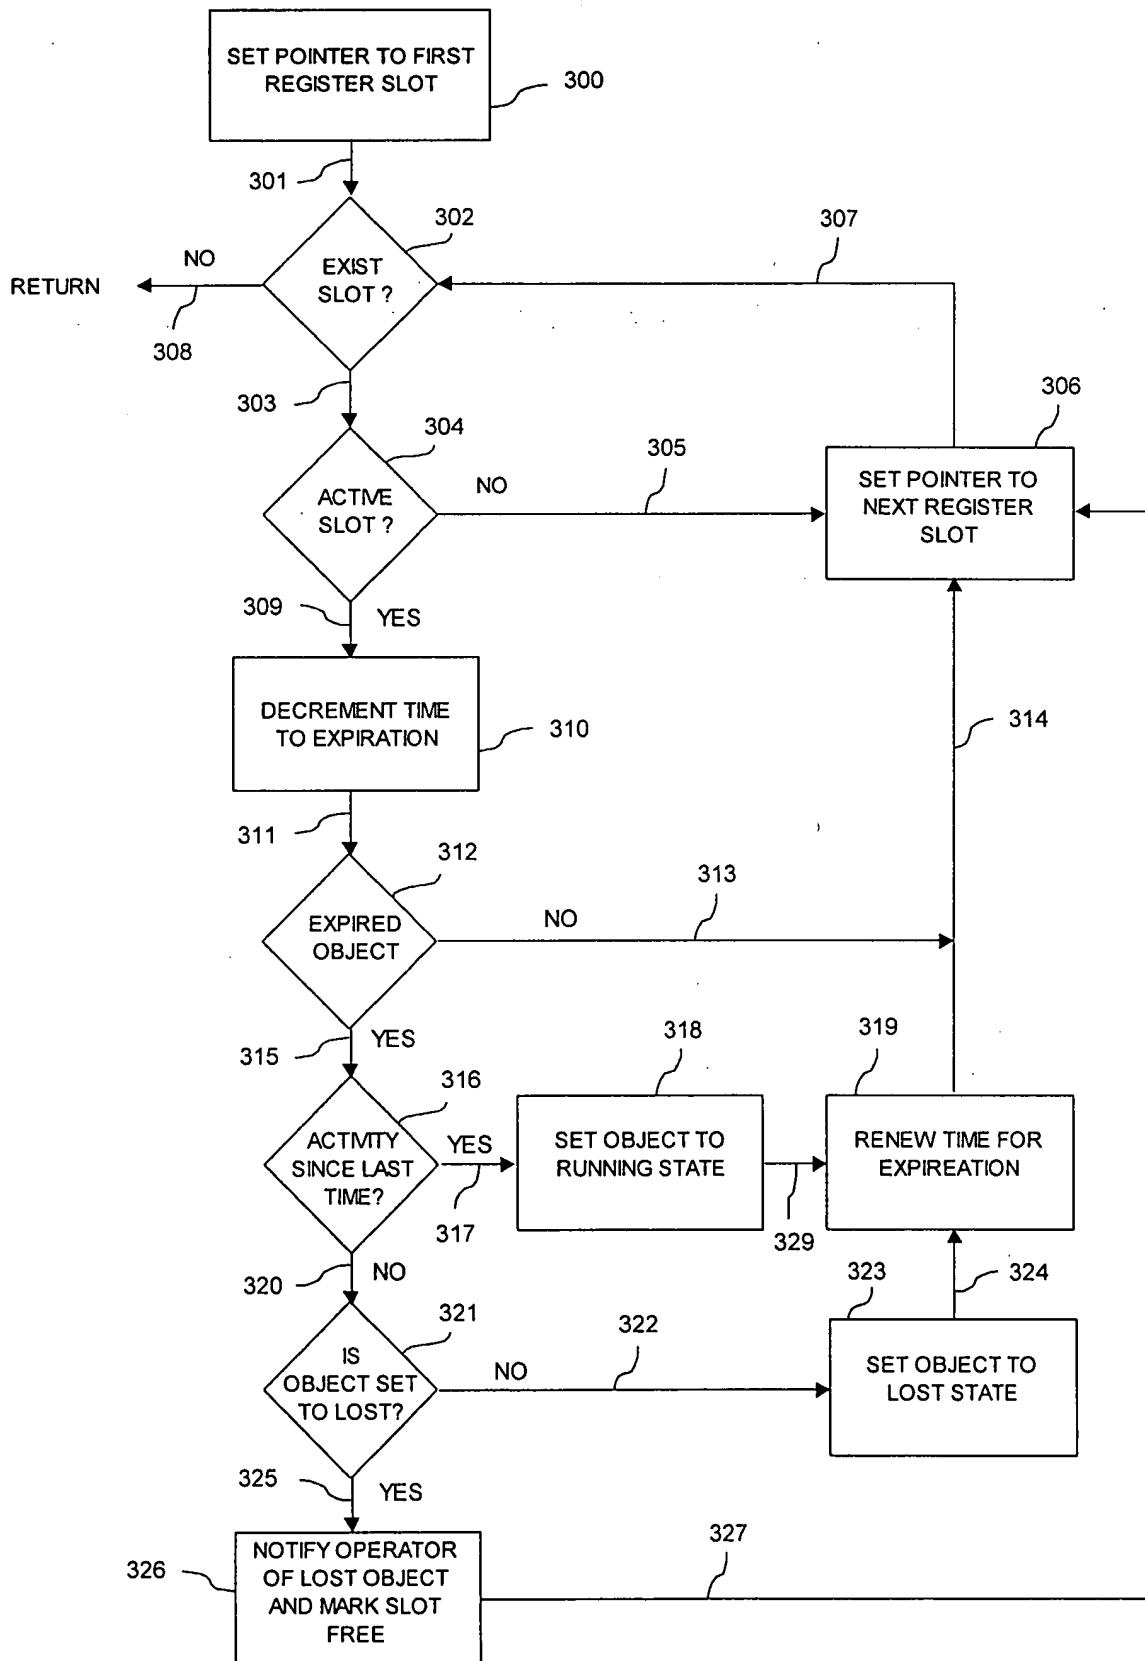 SET POINTER TO FIRST
REGISTER SLOT
300
301
302
307
EXIST
SLOT ?
NO
RETURN
308
303
304
305
306
ACTIVE
SLOT ?
NO
SET POINTER TO
NEXT REGISTER
SLOT
309
YES
DECREMENT TIME
TO EXPIRATION
310
314
311
312
313
EXPIRED
OBJECT
NO
315
YES
316
318
319
ACTIVITY
SINCE LAST
TIME?
YES
317
SET OBJECT TO
RUNNING STATE
329
RENEW TIME FOR
EXPIREATION
320
NO
321
322
323
324
IS
OBJECT SET
TO LOST?
NO
SET OBJECT TO
LOST STATE
325
YES
326
NOTIFY OPERATOR
OF LOST OBJECT
AND MARK SLOT
FREE
327